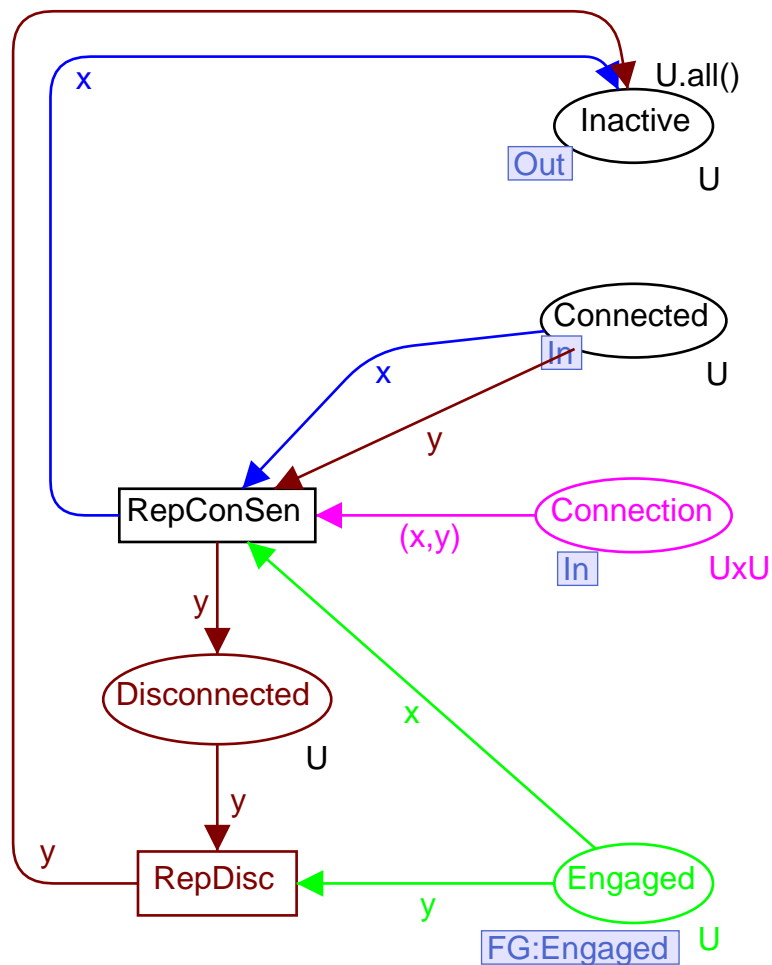 x
U.all()
Inactive
Out
U
Connected
In
x
U
y
RepConSen
Connection
(x,y)
In
UxU
y
Disconnected
x
U
y
y
RepDisc
Engaged
y
FG:Engaged
U